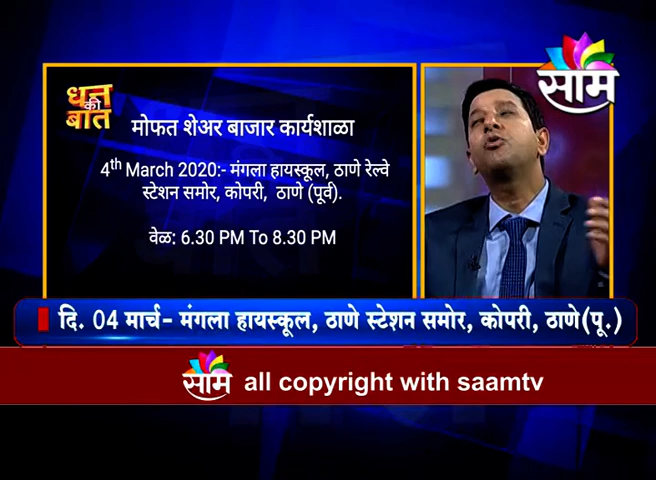 साम
धन
की
बात
मोफत शेअर बाजार कार्यशाळा
4th March 2020:- मंगला हायस्कूल, ठाणे रेल्वे
स्टेशन समोर, कोपरी, ठाणे (पूर्व).
वेळ: 6.30 PM To 8.30 PM
दि. 04 मार्च- मंगला हायस्कूल, ठाणे स्टेशन समोर, कोपरी, ठाणे(पू.)
साम all copyright with saamtv